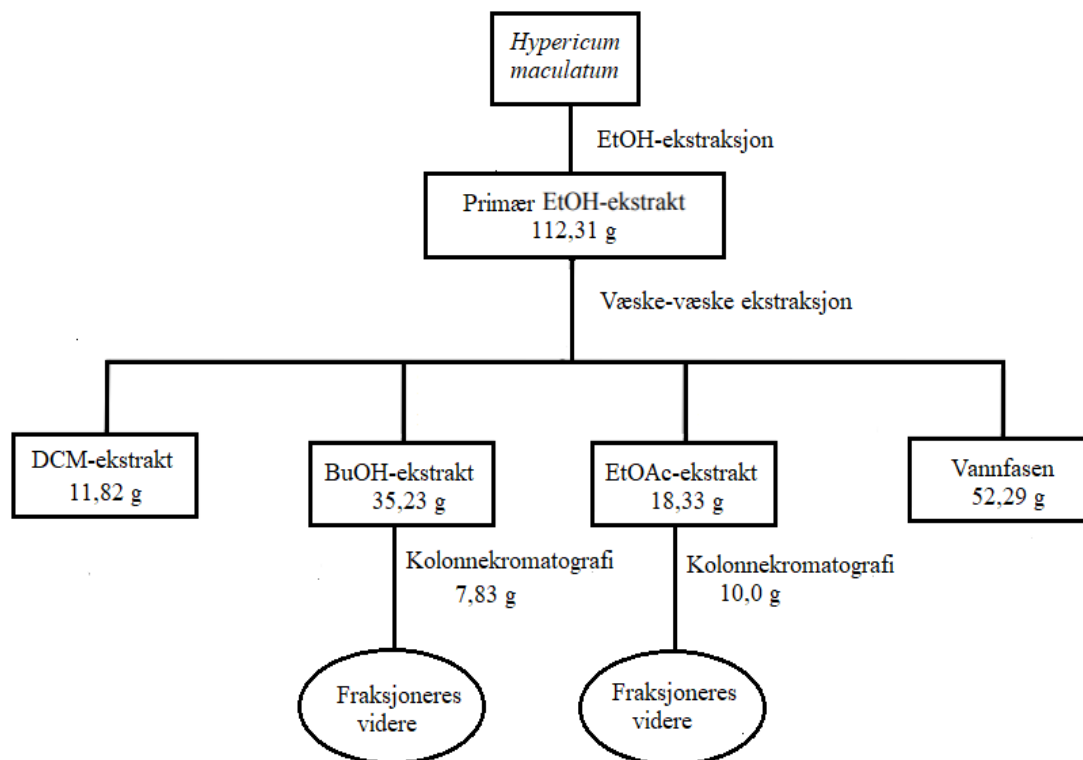 Hypericum
maculatum
EtOH-ekstraksjon
Primær EtOH-ekstrakt
112,31 g
Væske-væske ekstraksjon
DCM-ekstrakt
11,82 g
BuOH-ekstrakt
35,23 g
EtOAc-ekstrakt
18,33 g
Vannfasen
52,29 g
Kolonnekromatografi
7,83 g
Kolonnekromatografi
10,0 g
Fraksjoneres
videre
Fraksjoneres
videre